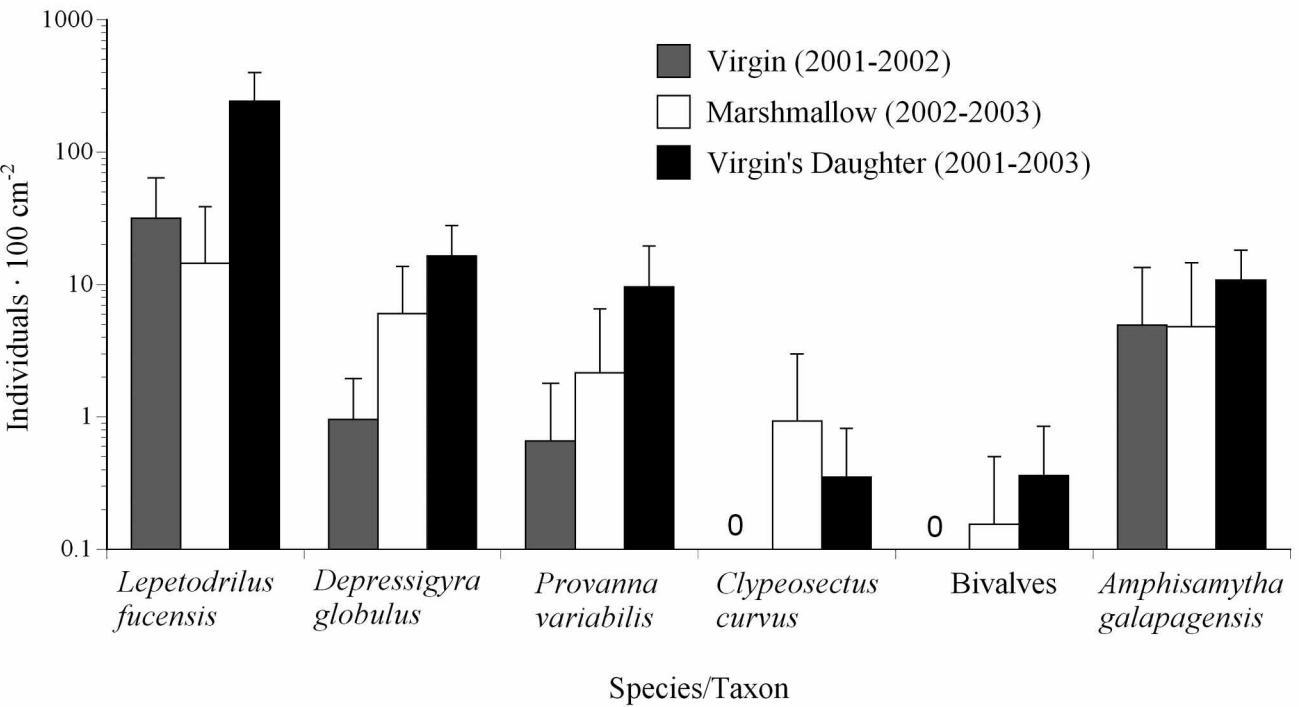 1000
100
10
1
0.1
Individuals · 100 cm-2
Virgin (2001-2002)
Marshmallow (2002-2003)
Virgin's Daughter (2001-2003)
0
0
Lepetodrilus
fucensis
Depressigyra
globulus
Provanna
variabilis
Clypeosectus
curvus
Bivalves
Amphisamytha
galapagensis
Species/Taxon